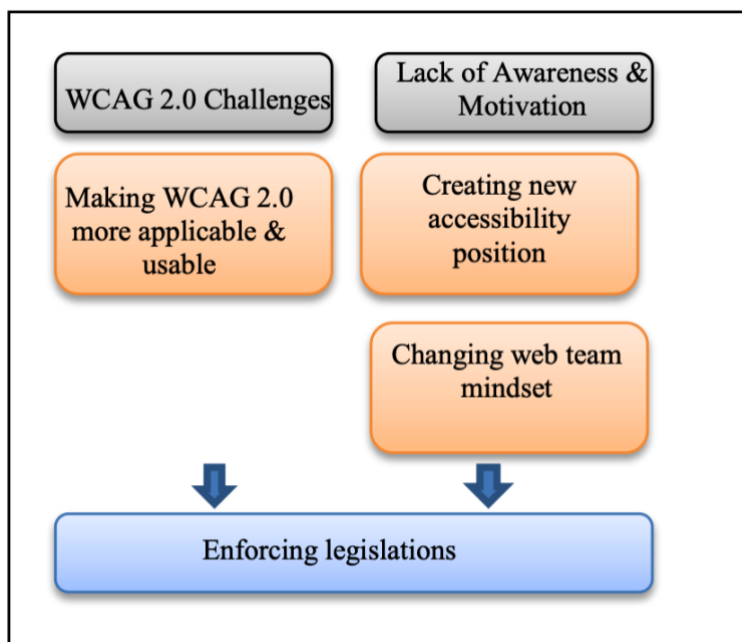 WCAG 2.0 Challenges
Lack of Awareness &
Motivation
Making WCAG 2.0
more applicable &
usable
Creating new
accessibility
position
Changing web team
mindset
Enforcing legislations